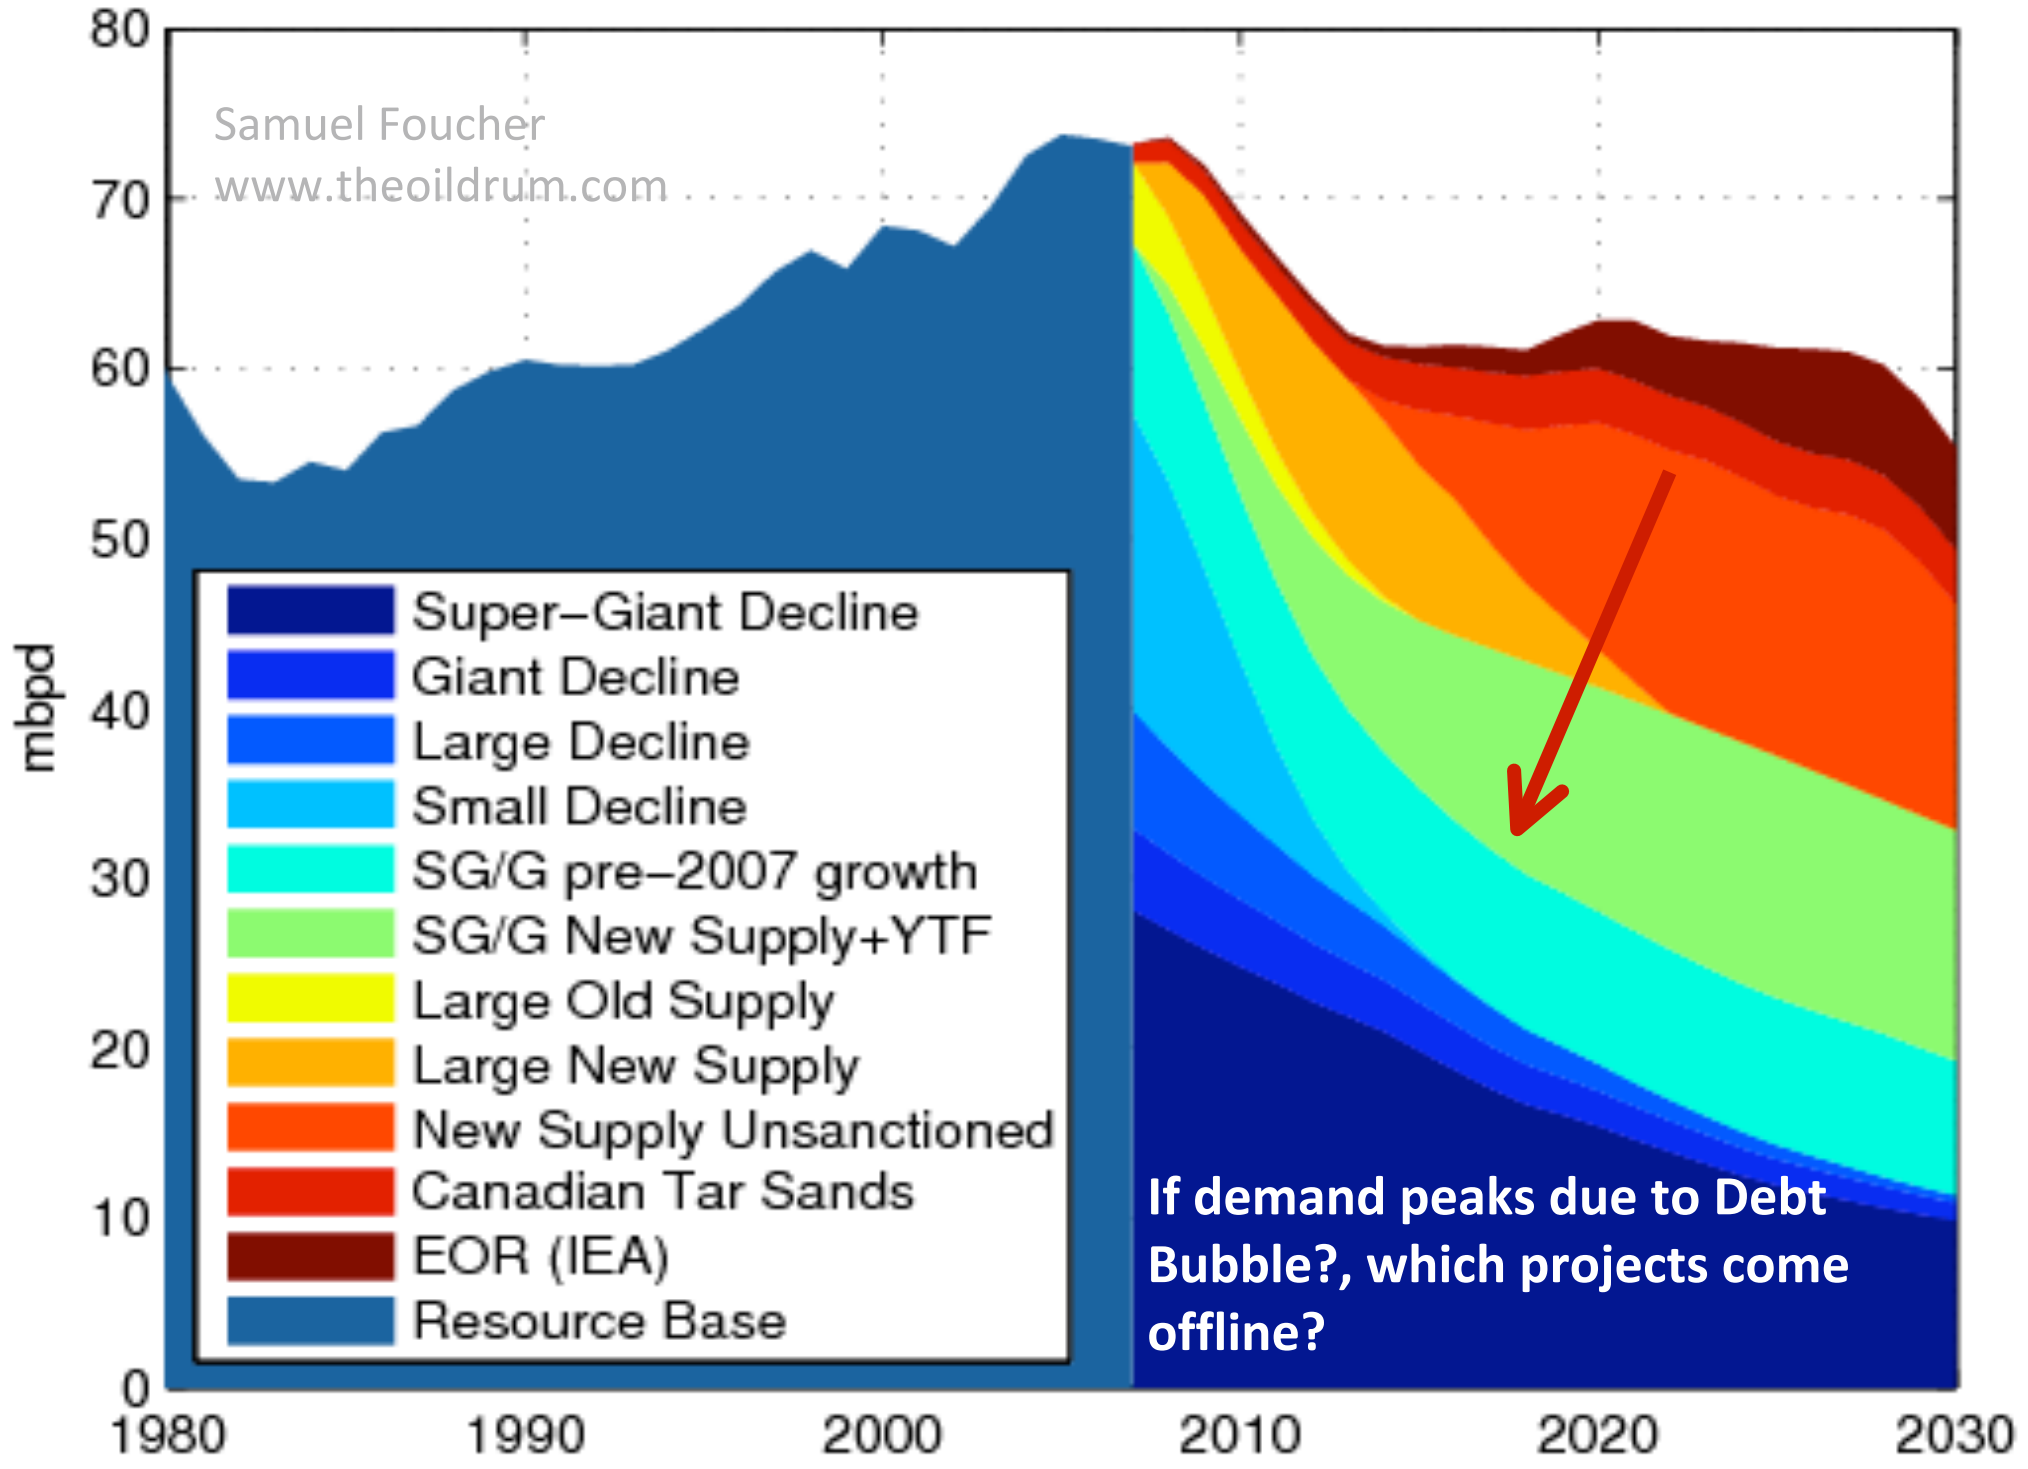 80
Samuel Foucher
www.theoildrum.com
70
60
50
Super−Giant Decline
Giant Decline
mbpd
40
Large Decline
Small Decline
30
SG/G pre−2007 growth
SG/G New Supply+YTF
Large Old Supply
20
Large New Supply
New Supply Unsanctioned
10
Canadian Tar Sands
EOR (IEA)
Resource Base
If demand peaks due to Debt
Bubble?, which projects come
offline?
0
1980 1990 2000 2010 2020 2030